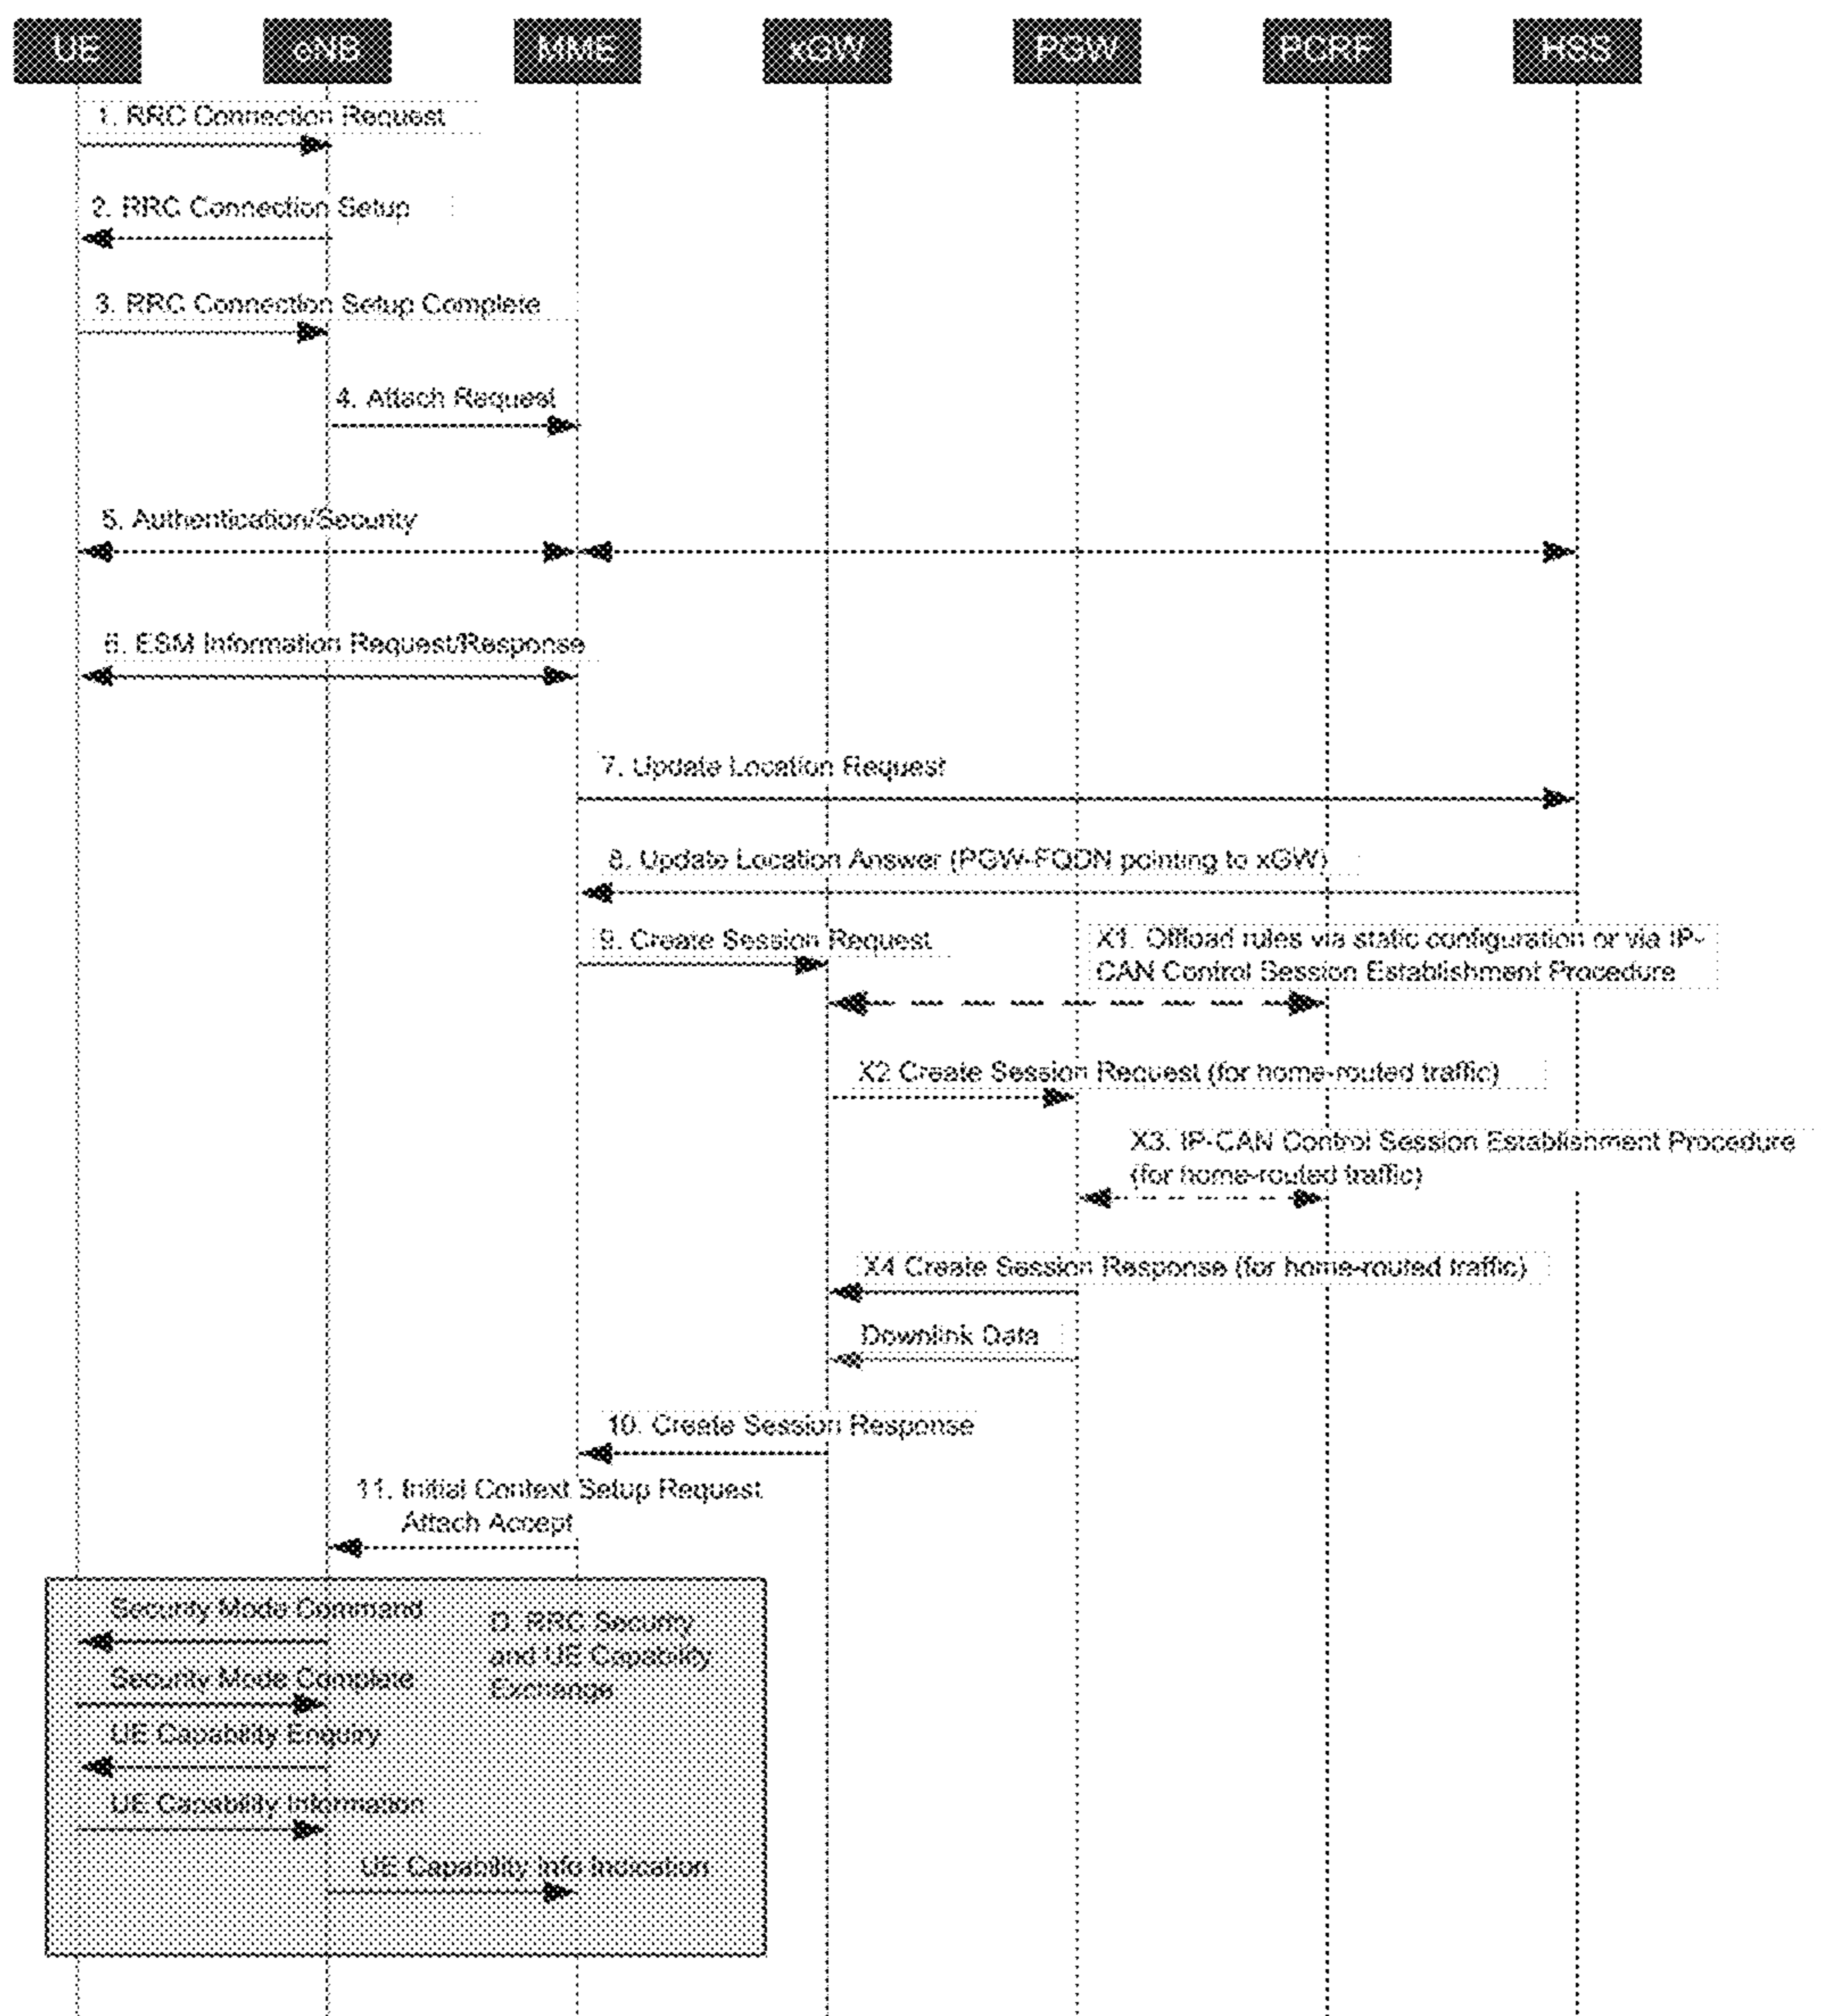 UE eNB MME xGW PGW PCRF HSS
1. RRC Connection Request
2. RRC Connection Setup
3. RRC Connection Setup Complete
4. Attach Request
5. Authentication/Security
6. ESM Information Request/Response
7. Update Location Request
8. Update Location Answer (PGW-FQDN pointing to xGW)
9. Create Session Request
X1. Offload rules via static configuration or via IP-
CAN Control Session Establishment Procedure
X2 Create Session Request (for home-routed traffic)
X3. IP-CAN Control Session Establishment Procedure
(for home-routed traffic)
X4 Create Session Response (for home-routed traffic)
Downlink Data
10. Create Session Response
11. Initial Context Setup Request
Attach Accept
Security Mode Command
D. RRC Security
and UE Capability
Exchange
Security Mode Complete
UE Capability Enquiry
UE Capability Information
UE Capability Info Indication